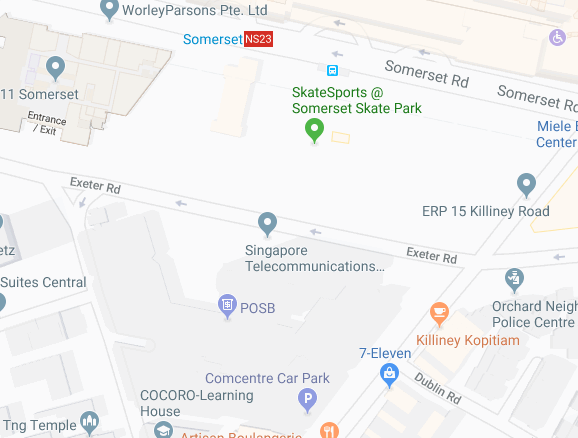 WorleyParsons Pte. Ltd
Somerset NS23
Somerset Rd
Somerset Rd
11 Somerset
Entrance
/ Exit
SkateSports @
Somerset Skate Park
Miele E
Center
Exeter Rd
ERP 15 Killiney Road
Singapore
Telecommunications...
Exeter Rd
etz
Suites Central
Orchard Neigh
Police Centre
POSB
Killiney Kopitiam
7-Eleven
Dublin Rd
Comcentre Car Park
P
COCORO-Learning
House
Tng Temple
Artisan Boulangerie